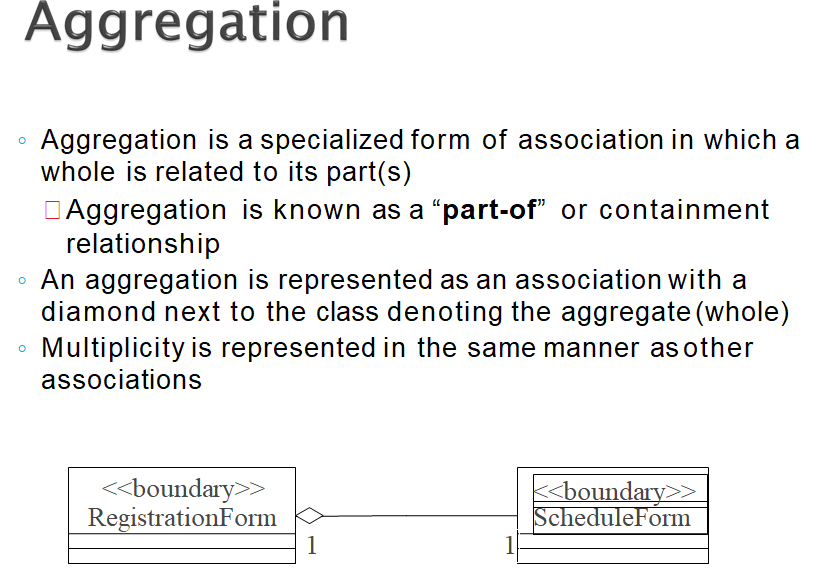 Aggregation
Aggregation is a specialized form of association in which a
whole is related to its part(s)
Aggregation is known as a “part-of” or containment
relationship
An aggregation is represented as an association with a
diamond next to the class denoting the aggregate (whole)
Multiplicity is represented in the same manner as other
associations
<<boundary>>
RegistrationForm
1
1
<<boundary>>
ScheduleForm